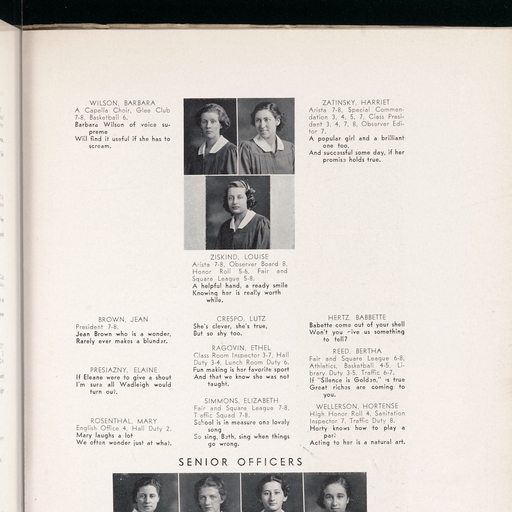 WILSON, BARBARA
A Capella Choir, Glee Club
7-8, Basketball 6.
Barbara Wilson of voice su-
preme
Will find it useful if she has to
scream.
ZATINSKY, HARRIET
Arista 7-8, Special Commen-
dation 3, 4, 5, 7, Class Presi-
dent 3, 4, 7, 8, Observer Edi-
tor 7.
A popular girl and a brilliant
one too,
And successful some day, if her
promise holds true.
ZISKIND, LOUISE
Arista 7-8, Observer Board 8,
Honor Roll 5-6, Fair and
Square League 5-8.
A helpful hand, a ready smile
Knowing her is really worth
while.
BROWN, JEAN
President 7-8.
Jean Brown who is a wonder,
Rarely ever makes a blunder.
PRESIAZNY, ELAINE
If Eleane were to give a shout
I'm sure all Wadleigh would
turn out.
ROSENTHAL, MARY
English Office 4, Hall Duty 2.
Mary laughs a lot
We often wonder just at what.
CRESPO, LUTZ
She's clever, she's true,
But so shy too.
RAGOVIN, ETHEL
Class Room Inspector 3-7, Hall
Duty 3-4, Lunch Room Duty 6.
Fun making is her favorite sport
And that we know she was not
taught.
SIMMONS, ELIZABETH
Fair and Square League 7-8,
Traffic Squad 7-8.
School is in measure one lovely
song
So sing, Beth, sing when things
go wrong.
HERTZ, BABBETTE
Babette come out of your shell
Won't you give us something
to tell?
REED, BERTHA
Fair and Square League 6-8,
Athletics, Basketball 4-5, Li-
brary Duty 3-5, Traffic 6-7.
If "Silence is Golden," is true
Great riches are coming to
you.
WELLERSON, HORTENSE
High Honor Roll 4, Sanitation
Inspector 7, Traffic Duty 8.
Horty knows how to play a
part
Acting to her is a natural art.
SENIOR OFFICERS